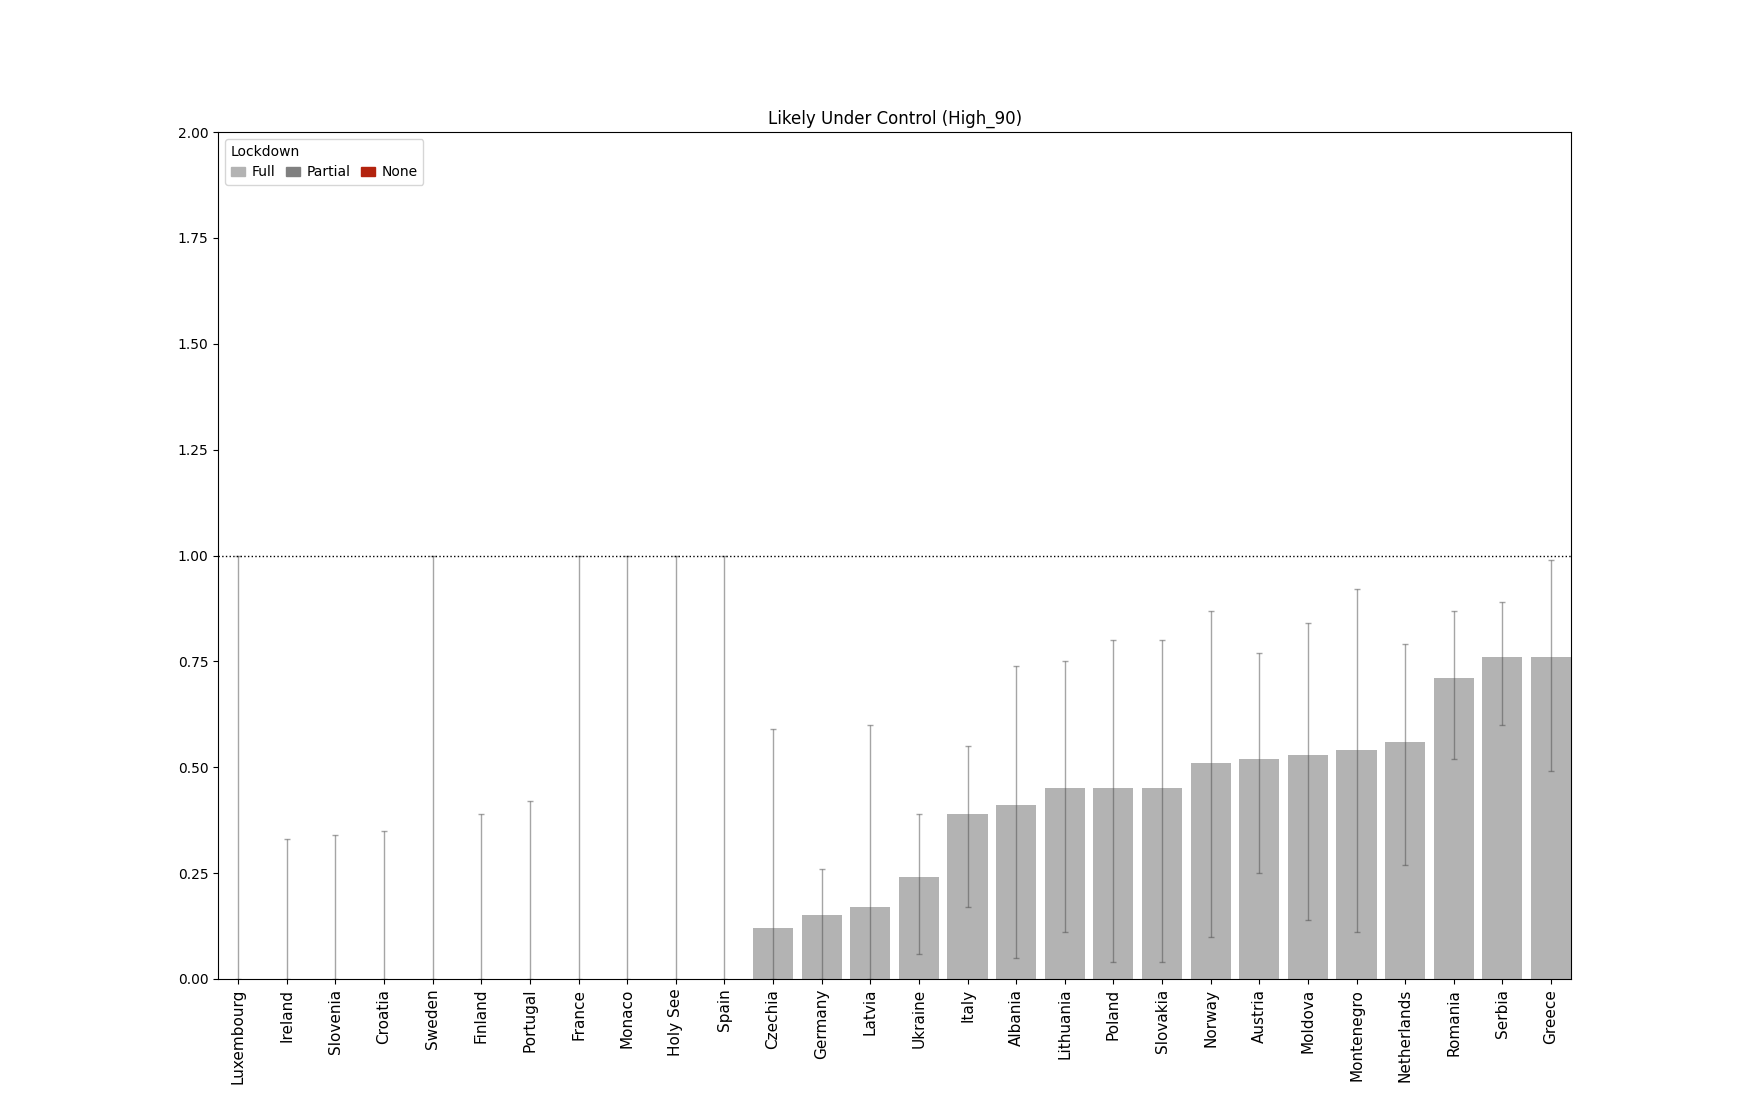 Likely Under Control (High_90)
2.00
Lockdown
Full Partial None
1.75
1.50
1.25
1.00
0.75
0.50
0.25
0.00
Luxembourg
Ireland
Slovenia
Croatia
Sweden
Finland
Portugal
France
Monaco
Holy See
Spain
Czechia
Germany
Latvia
Ukraine
Italy
Albania
Lithuania
Poland
Slovakia
Norway
Austria
Moldova
Montenegro
Netherlands
Romania
Serbia
Greece